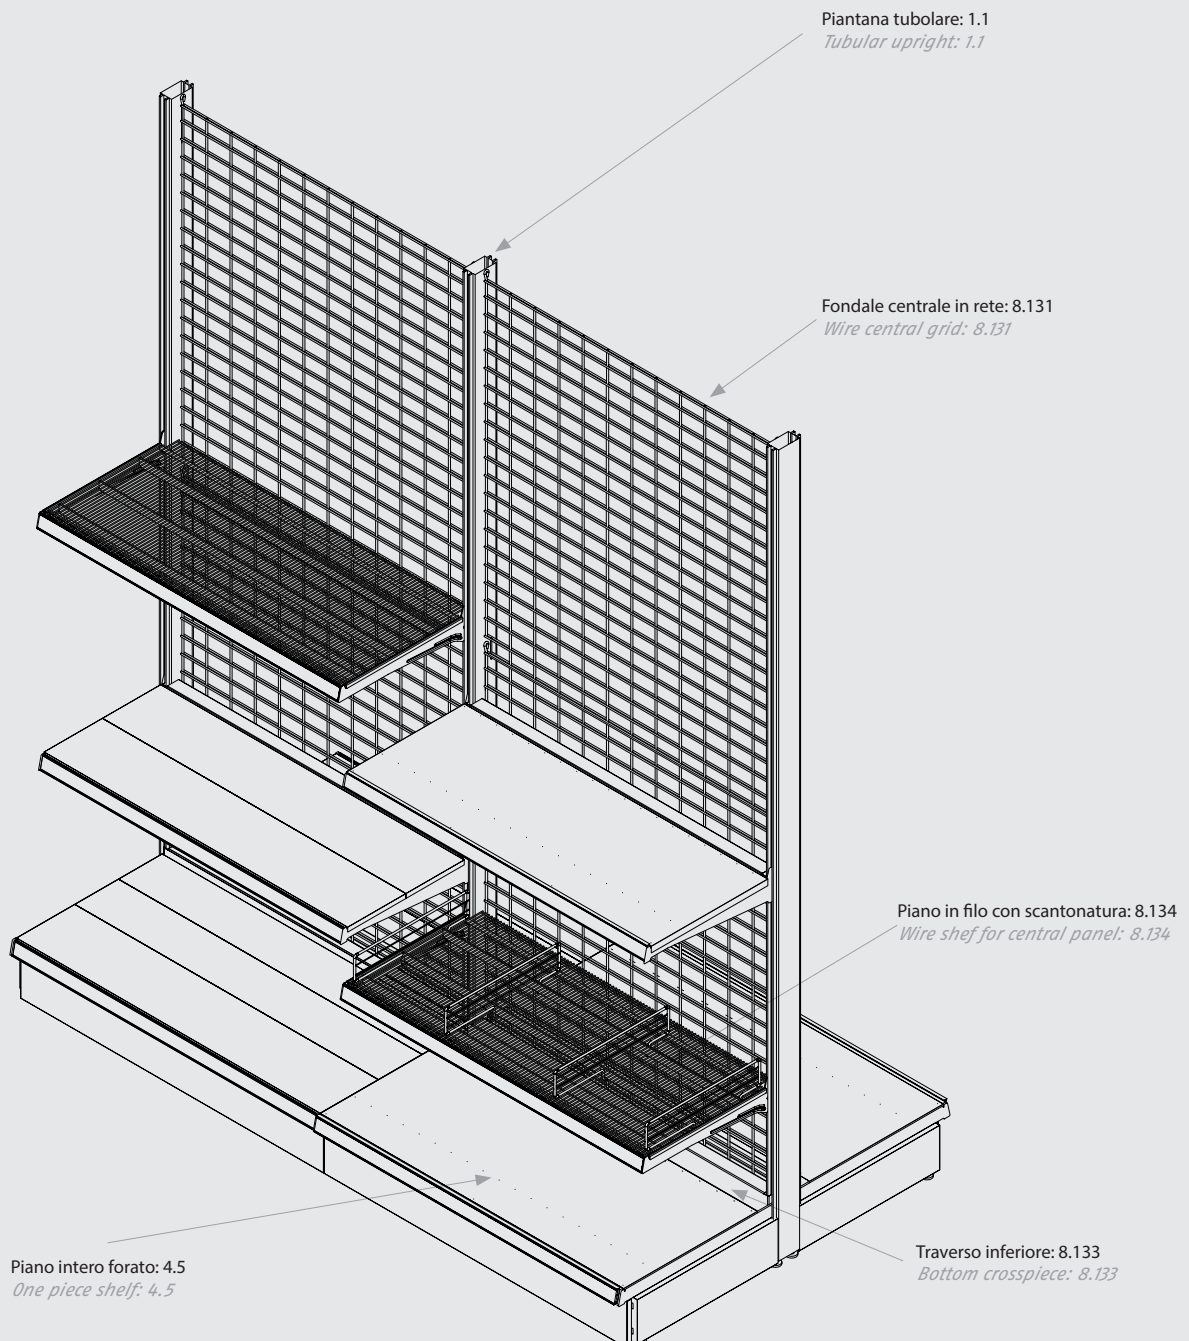 Piantana tubolare: 1.1
Tubular upright: 1.1
Fondale centrale in rete: 8.131
Wire central grid: 8.131
Piano in filo con scantonatura: 8.134
Wire shef for central panel: 8.134
Traverso inferiore: 8.133
Bottom crosspiece: 8.133
Piano intero forato: 4.5
One piece shelf: 4.5